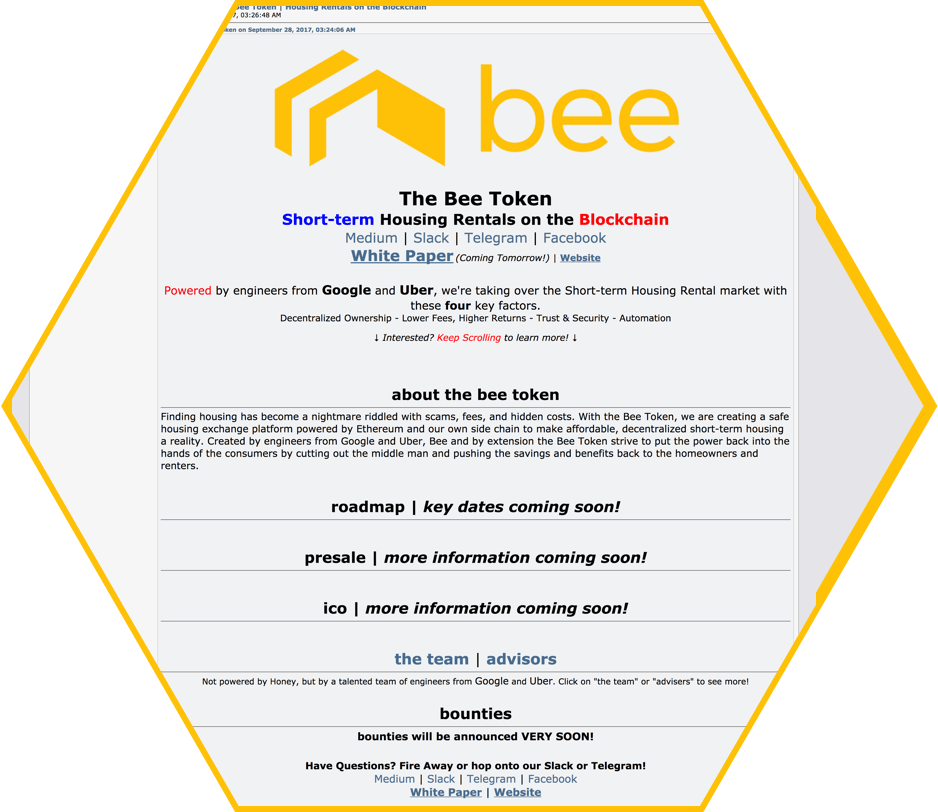 Bee Token | Housing Rentals on the Blockchain
7, 03:26:48 AM
on September 28, 2017, 03:24:06 AM
bee
The Bee Token
Short-term Housing Rentals on the Blockchain
Medium | Slack | Telegram | Facebook
White Paper (Coming Tomorrow!) | Website
Powered by engineers from Google and Uber, we're taking over the Short-term Housing Rental market with
these four key factors.
Decentralized Ownership - Lower Fees, Higher Returns - Trust & Security - Automation
↓ Interested? Keep Scrolling to learn more! ↓
about the bee token
Finding housing has become a nightmare riddled with scams, fees, and hidden costs. With the Bee Token, we are creating a safe
housing exchange platform powered by Ethereum and our own side chain to make affordable, decentralized short-term housing
a reality. Created by engineers from Google and Uber, Bee and by extension the Bee Token strive to put the power back into the
hands of the consumers by cutting out the middle man and pushing the savings and benefits back to the homeowners and
renters.
roadmap | key dates coming soon!
presale | more information coming soon!
ico | more information coming soon!
the team | advisors
Not powered by Honey, but by a talented team of engineers from Google and Uber. Click on "the team" or "advisers" to see more!
bounties
bounties will be announced VERY SOON!
Have Questions? Fire Away or hop onto our Slack or Telegram!
Medium | Slack | Telegram | Facebook
White Paper | Website